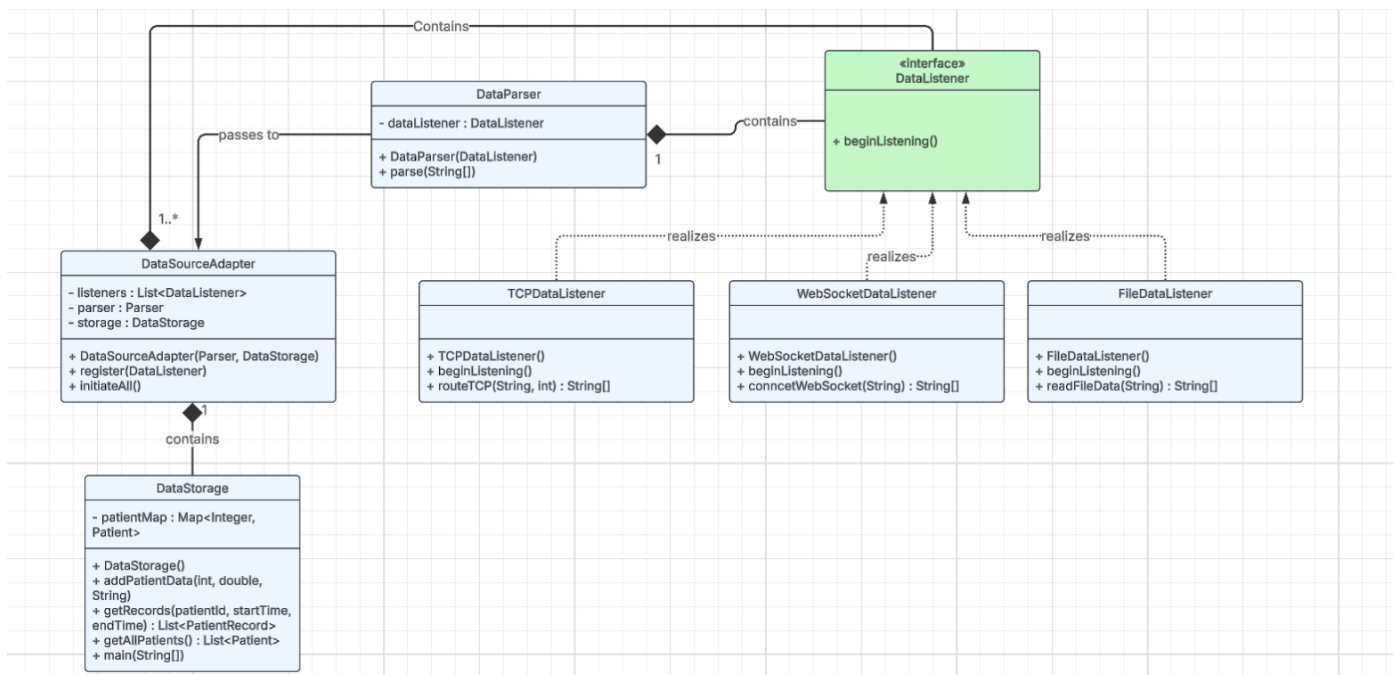 Contains
«interface»
DataListener
+ beginListening()
DataParser
- dataListener : DataListener
+ DataParser(DataListener)
+ parse(String[])
contains
1
passes to
1..*
realizes
realizes
realizes
DataSourceAdapter
- listeners : List<DataListener>
- parser : Parser
- storage : DataStorage
+ DataSourceAdapter(Parser, DataStorage)
+ register(DataListener)
+ initiateAll()
TCPDataListener
+ TCPDataListener()
+ beginListening()
+ routeTCP(String, int) : String[]
WebSocketDataListener
+ WebSocketDataListener()
+ beginListening()
+ conncetWebSocket(String) : String[]
FileDataListener
+ FileDataListener()
+ beginListening()
+ readFileData(String) : String[]
1
contains
DataStorage
- patientMap : Map<Integer,
Patient>
+ DataStorage()
+ addPatientData(int, double,
String)
+ getRecords(patientId, startTime,
endTime) : List<PatientRecord>
+ getAllPatients() : List<Patient>
+ main(String[])